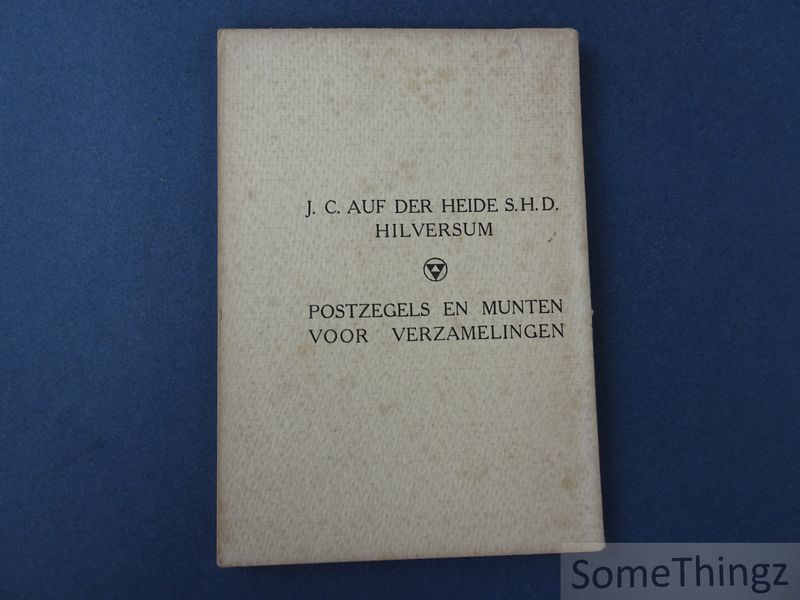 J. C. AUF DER HEIDE S.H.D.
HILVERSUM
POSTZEGELS EN MUNTEN
VOOR VERZAMELINGEN
SomeThingz